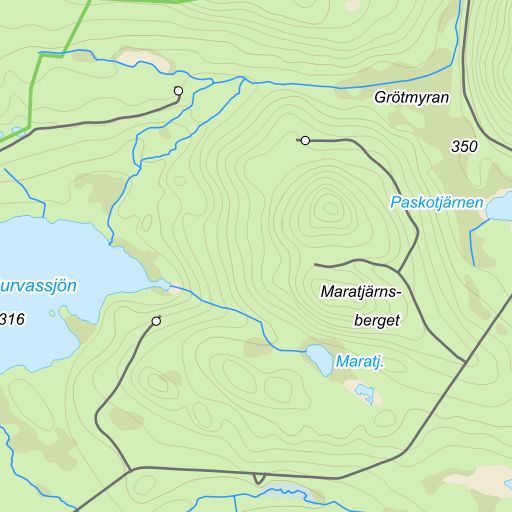 Grötmyran
350
Paskotjärnen
urvassjön
316
Maratjärns-
berget
Maratj.